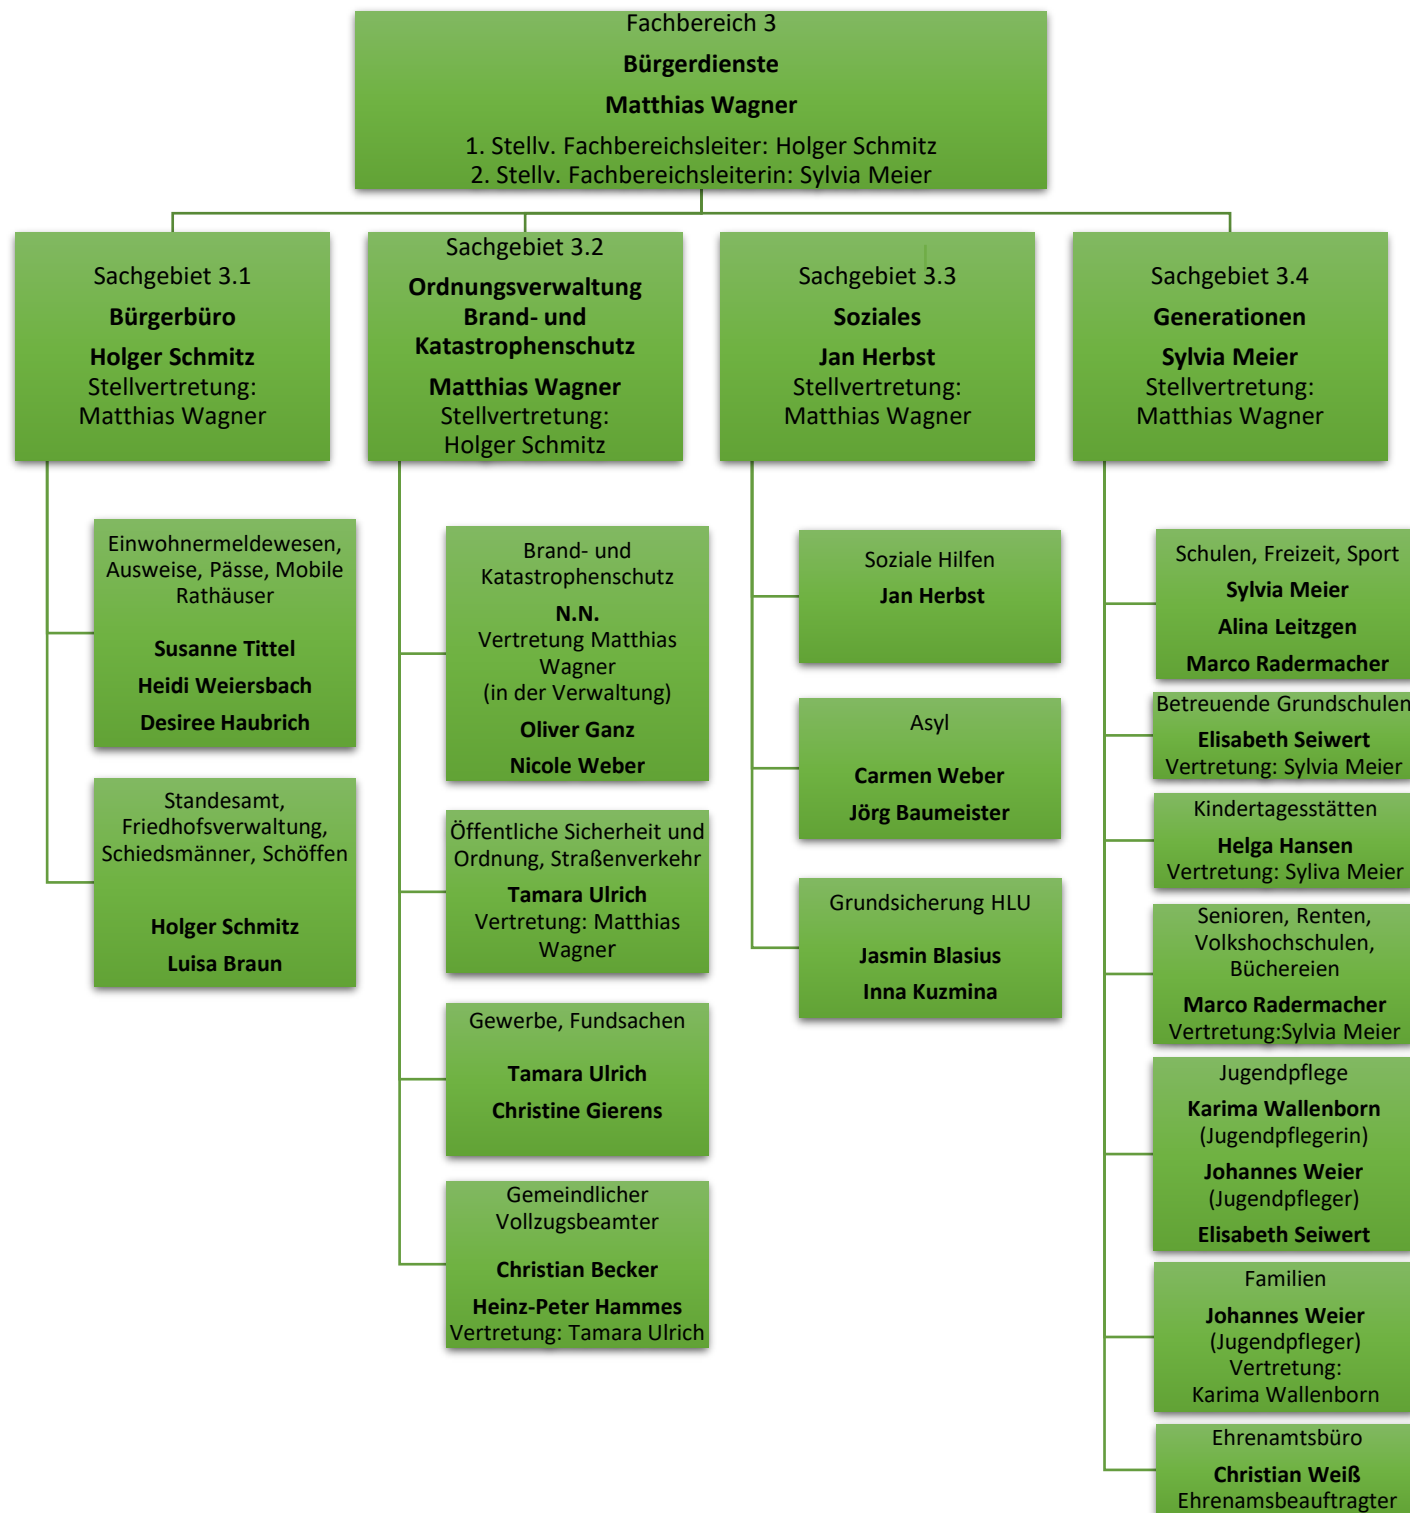 Fachbereich 3
Bürgerdienste
Matthias Wagner
1. Stellv. Fachbereichsleiter: Holger Schmitz
2. Stellv. Fachbereichsleiterin: Sylvia Meier
Sachgebiet 3.1
Bürgerbüro
Holger Schmitz
Stellvertretung:
Matthias Wagner
Einwohnermeldewesen,
Ausweise, Pässe, Mobile
Rathäuser
Susanne Tittel
Heidi Weiersbach
Desiree Haubrich
Standesamt,
Friedhofsverwaltung,
Schiedsmänner, Schöffen
Holger Schmitz
Luisa Braun
Sachgebiet 3.2
Ordnungsverwaltung
Brand- und
Katastrophenschutz
Matthias Wagner
Stellvertretung:
Holger Schmitz
Brand- und
Katastrophenschutz
N.N.
Vertretung Matthias
Wagner
(in der Verwaltung)
Oliver Ganz
Nicole Weber
Öffentliche Sicherheit und
Ordnung, Straßenverkehr
Tamara Ulrich
Vertretung: Matthias
Wagner
Gewerbe, Fundsachen
Tamara Ulrich
Christine Gierens
Gemeindlicher
Vollzugsbeamter
Christian Becker
Heinz-Peter Hammes
Vertretung: Tamara Ulrich
Sachgebiet 3.3
Soziales
Jan Herbst
Stellvertretung:
Matthias Wagner
Soziale Hilfen
Jan Herbst
Asyl
Carmen Weber
Jörg Baumeister
Grundsicherung HLU
Jasmin Blasius
Inna Kuzmina
Sachgebiet 3.4
Generationen
Sylvia Meier
Stellvertretung:
Matthias Wagner
Schulen, Freizeit, Sport
Sylvia Meier
Alina Leitzgen
Marco Radermacher
Betreuende Grundschulen
Elisabeth Seiwert
Vertretung: Sylvia Meier
Kindertagesstätten
Helga Hansen
Vertretung: Syliva Meier
Senioren, Renten,
Volkshochschulen,
Büchereien
Marco Radermacher
Vertretung:Sylvia Meier
Jugendpflege
Karima Wallenborn
(Jugendpflegerin)
Johannes Weier
(Jugendpfleger)
Elisabeth Seiwert
Familien
Johannes Weier
(Jugendpfleger)
Vertretung:
Karima Wallenborn
Ehrenamtsbüro
Christian Weiß
Ehrenamsbeauftragter